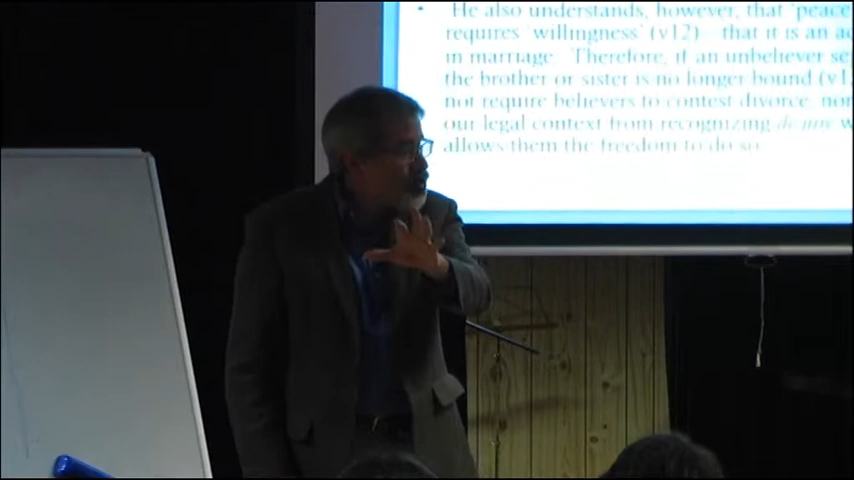 • He also understands, however, that 'peace
requires 'willingness' (v12) – that it is an
in marriage. Therefore, if an unbeliever se
the brother or sister is no longer bound (v1
not require believers to contest divorce,
our legal context from recognizing de jure
allows them the freedom to do so.